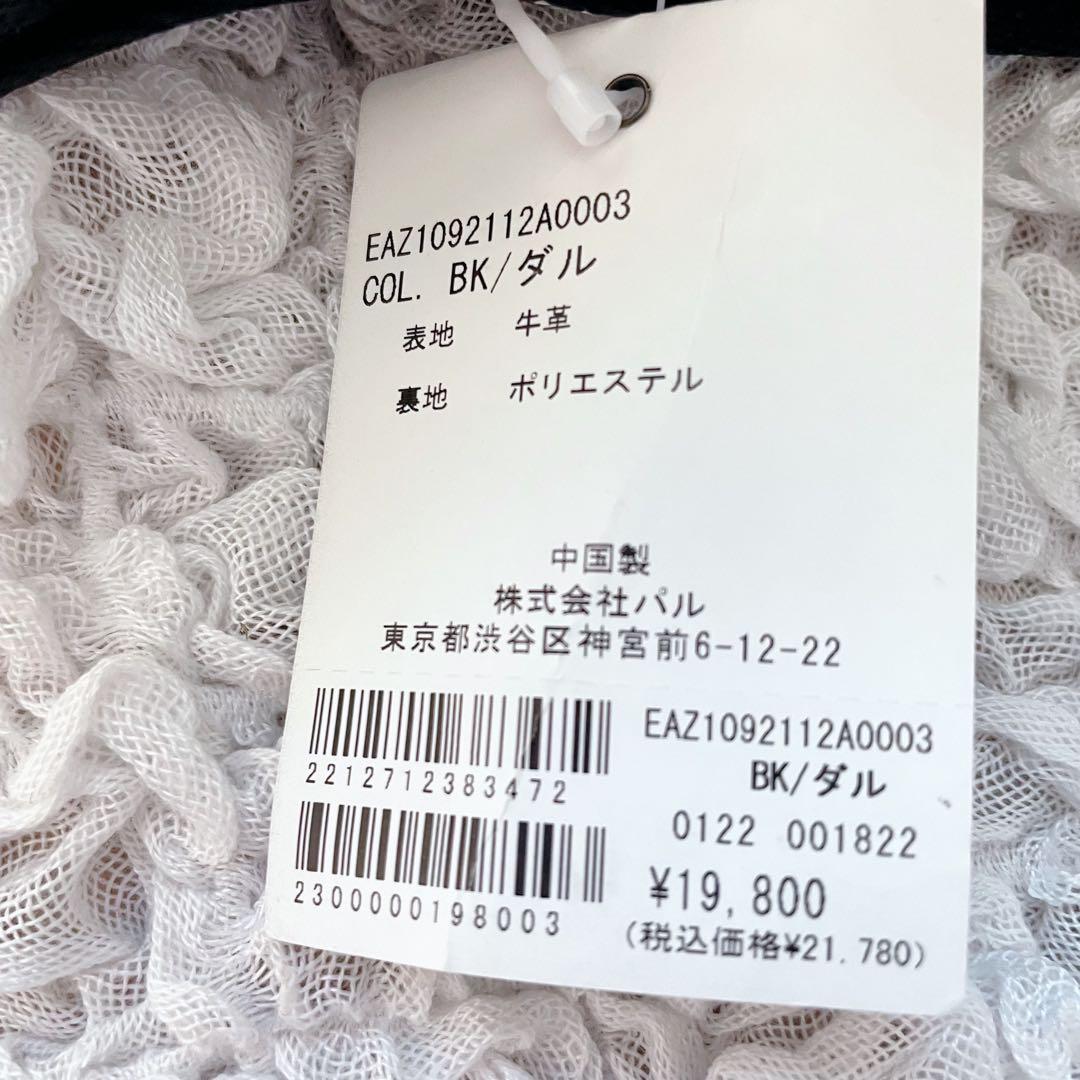 EAZ1092112A0003
COL. BK/ダル
表地 牛革
裏地 ポリエステル
中国製
株式会社パル
東京都渋谷区神宮前6-12-22
2212712383472
2300000198003
EAZ1092112A0003
BK/ダル
0122 001822
¥19,800
(税込価格¥21.780)